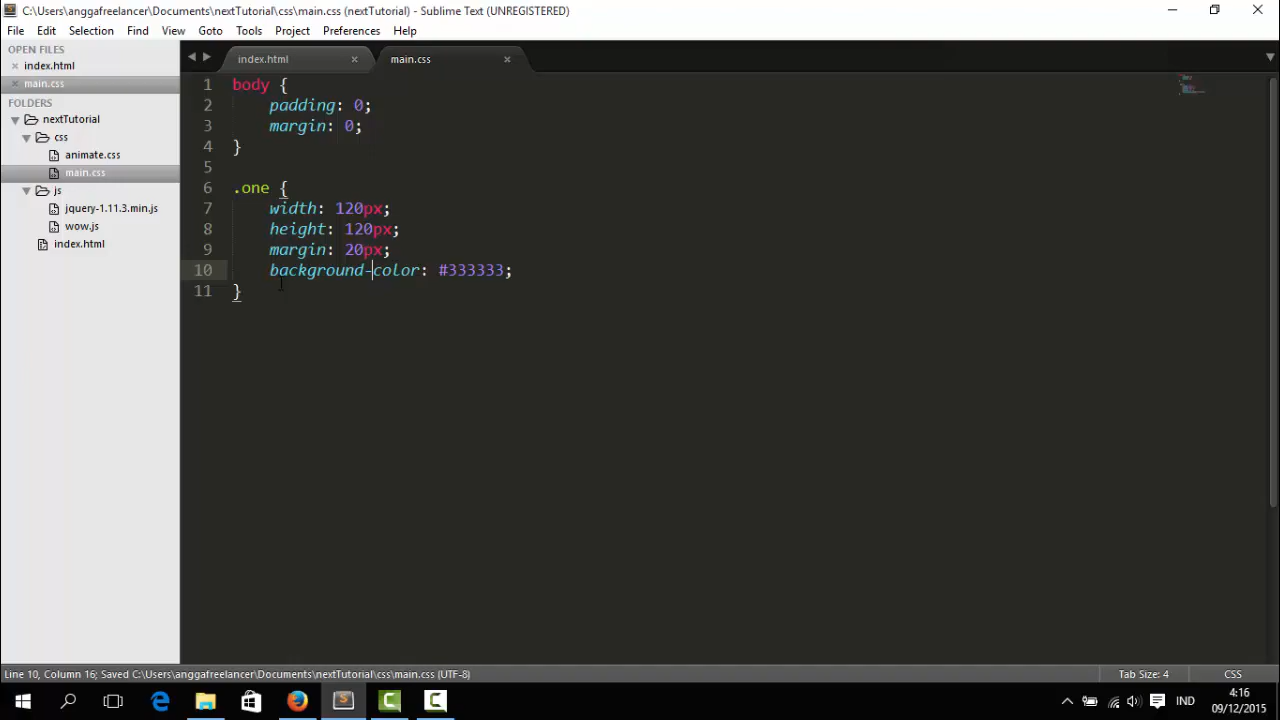 C:\Users\anggafreelancer\Documents\nextTutorial\css\main.css (nextTutorial) - Sublime Text (UNREGISTERED)
File Edit Selection Find View Goto Tools Project Preferences Help
OPEN FILES
index.html
main.css
FOLDERS
nextTutorial
css
animate.css
main.css
js
jquery-1.11.3.min.js
wow.js
index.html
index.html main.css
1 body {
2 padding: 0;
3 margin: 0;
4 }
5
6 .one {
7 width: 120px;
8 height: 120px;
9 margin: 20px;
10 background-color: #333333;
11 }
Line 10, Column 16; Saved C:\Users\anggafreelancer\Documents\nextTutorial\css\main.css (UTF-8) Tab Size: 4 CSS
IND
4:16
09/12/2015